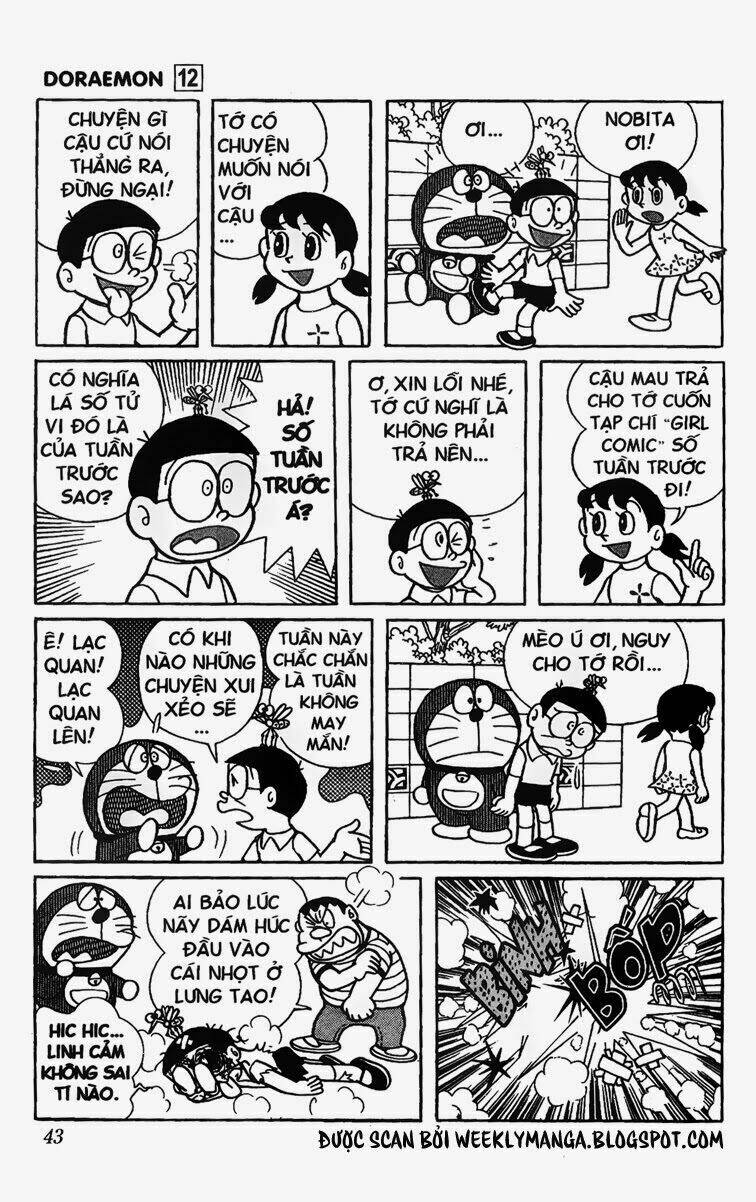 DORAEMON 12
NOBITA
ƠI!
ƠI...
TỚ CÓ
CHUYỆN
MUỐN NÓI
VỚI
CẬU
...
CHUYỆN GÌ
CẬU CỨ NÓI
THẲNG RA,
ĐỪNG NGẠI!
CẬU MAU TRẢ
CHO TỚ CUỐN
TẠP CHÍ "GIRL
COMIC" SỐ
TUẦN TRƯỚC
ĐI!
Ơ, XIN LỖI NHÉ,
TỚ CỨ NGHĨ LÀ
KHÔNG PHẢI
TRẢ NÊN...
HẢ!
SỐ
TUẦN
TRƯỚC
Á?
CÓ NGHĨA
LÁ SỐ TỬ
VI ĐÓ LÀ
CỦA TUẦN
TRƯỚC
SAO?
MÈO Ú ƠI, NGUY
CHO TỚ RỒI...
TUẦN NÀY
CHẮC CHẮN
LÀ TUẦN
KHÔNG
MAY
MẮN!
CÓ KHI
NÀO NHỮNG
CHUYỆN XUI
XẺO SẼ
...
Ê! LẠC
QUAN!
LẠC
QUAN
LÊN!
BỐP
AI BẢO LÚC
NÃY DÁM HÚC
ĐẦU VÀO
CÁI NHỌT Ở
LƯNG TAO!
HIC HIC...
LINH CẢM
KHÔNG SAI
TÍ NÀO.
43
ĐƯỢC SCAN BỞI WEEKLYMANGA.BLOGSPOT.COM